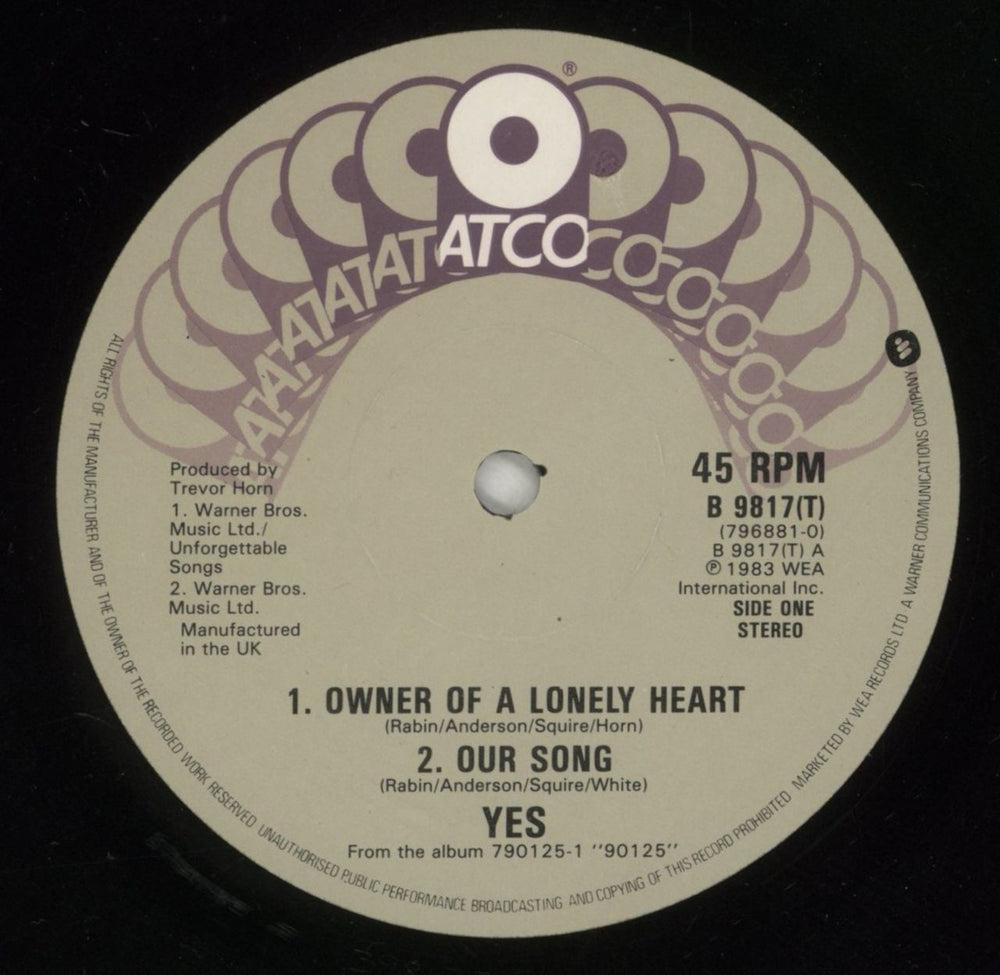 ®
ATCO
Produced by
Trevor Horn
1. Warner Bros.
Music Ltd./
Unforgettable
Songs
2. Warner Bros.
Music Ltd.
Manufactured
in the UK
45 RPM
B 9817(T)
(796881-0)
B 9817(T) A
℗ 1983 WEA
International Inc.
SIDE ONE
STEREO
1. OWNER OF A LONELY HEART
(Rabin/Anderson/Squire/Horn)
2. OUR SONG
(Rabin/Anderson/Squire/White)
YES
From the album 790125-1 "90125"
ALL RIGHTS OF THE MANUFACTURER AND OF THE OWNER OF THE RECORDED WORK RESERVED UNAUTHORISED PUBLIC PERFORMANCE BROADCASTING AND COPYING OF THIS RECORD PROHIBITED MARKETED BY WEA RECORDS LTD A WARNER COMMUNICATIONS COMPANY